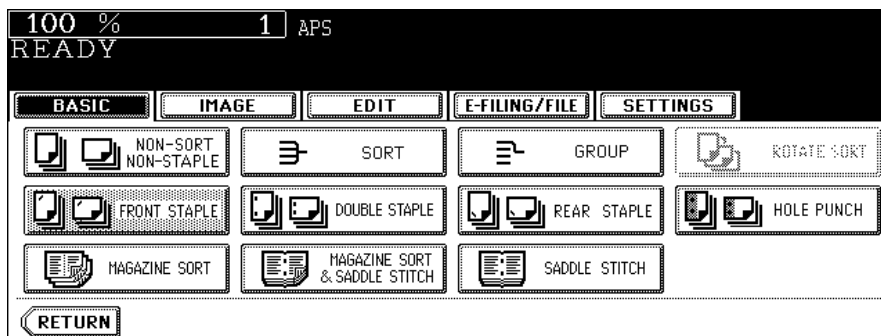 100 % 1 APS
READY
BASIC IMAGE EDIT E-FILING/FILE SETTINGS
NON-SORT
NON-STAPLE
SORT
GROUP
ROTATE SORT
FRONT STAPLE
DOUBLE STAPLE
REAR STAPLE
HOLE PUNCH
MAGAZINE SORT
MAGAZINE SORT
& SADDLE STITCH
SADDLE STITCH
RETURN